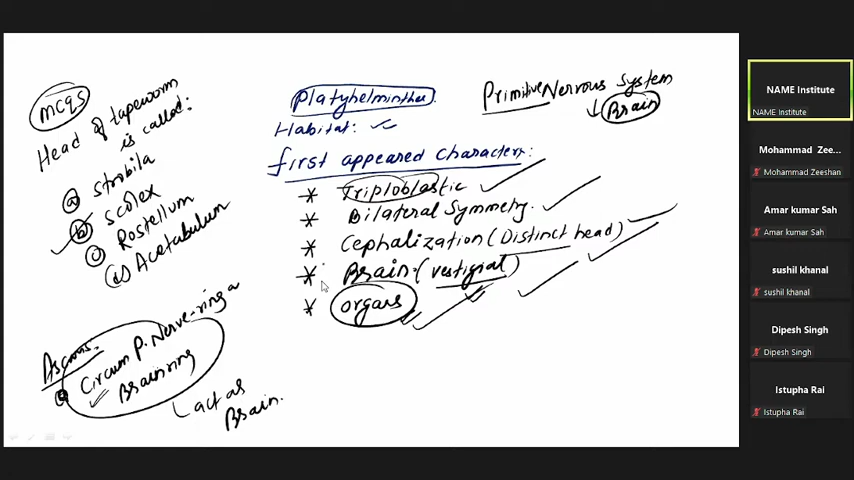 MCQS
Head of tapeworm
is called:
a Strobila
b Scolex
c Rostellum
d Acetabulum
Platyhelminthes.
Habitat:
first appeared characters:
* Triploblastic
* Bilateral Symmetry.
* Cephalization (Distinct head)
* Brain. (vestigial)
* organs
Primitive Nervous System
↓ Brain
Circum P. Nerve-ring
Brain ring
act as
Brain.
NAME Institute
NAME Institute
Mohammad Zee...
Mohammad Zeeshan
Amar kumar Sah
Amar kumar Sah
sushil khanal
sushil khanal
Dipesh Singh
Dipesh Singh
Istupha Rai
Istupha Rai